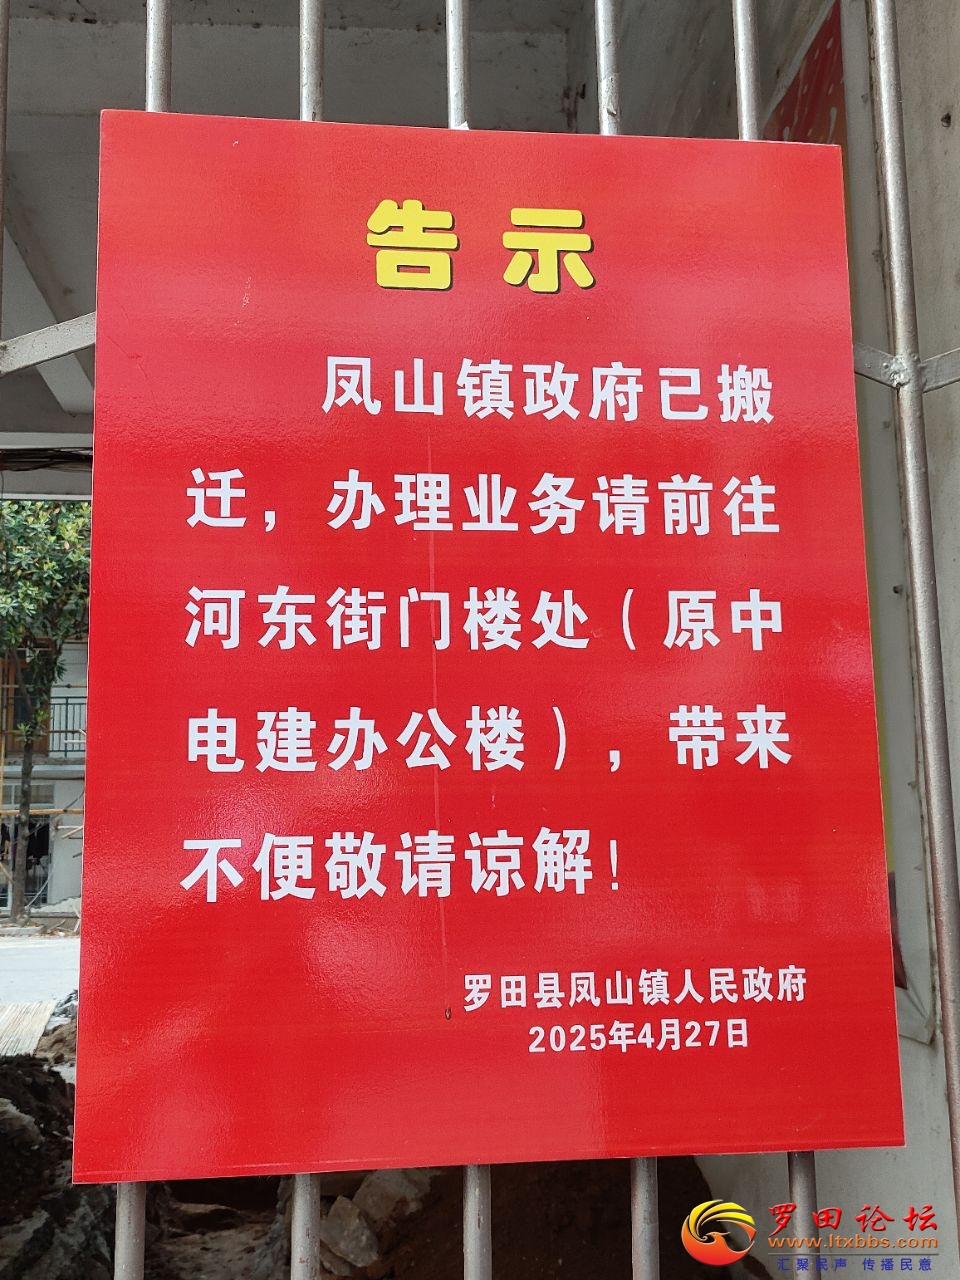 告示
凤山镇政府已搬
迁，办理业务请前往
河东街门楼处（原中
电建办公楼），带来
不便敬请谅解！
罗田县凤山镇人民政府
2025年4月27日
罗田论坛
www.ltxbbs.com
汇聚民声 传播民意